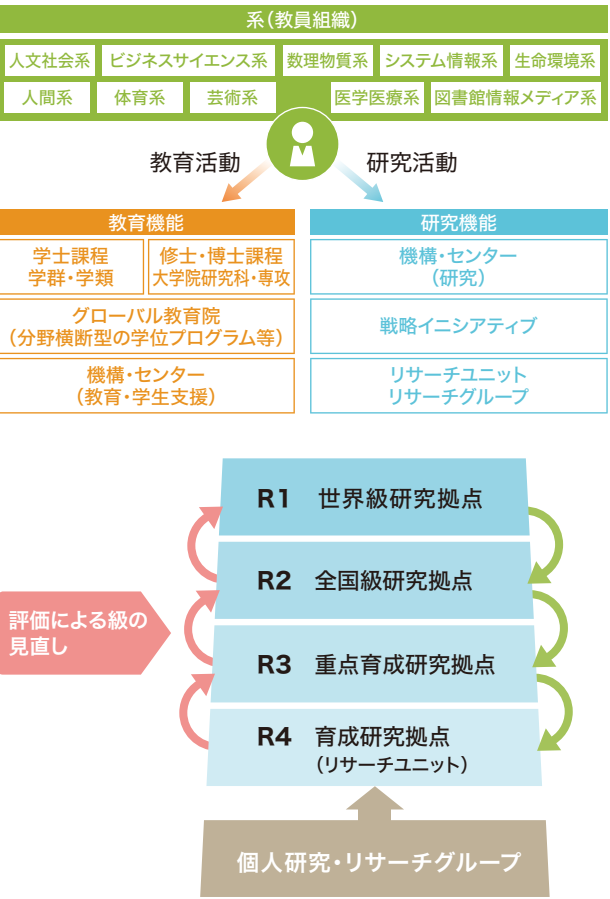 系（教員組織）
人文社会系 ビジネスサイエンス系 数理物質系 システム情報系 生命環境系
人間系 体育系 芸術系 医学医療系 図書館情報メディア系
教育活動 研究活動
教育機能
学士課程
学群・学類
修士・博士課程
大学院研究科・専攻
グローバル教育院
（分野横断型の学位プログラム等）
機構・センター
（教育・学生支援）
研究機能
機構・センター
（研究）
戦略イニシアティブ
リサーチユニット
リサーチグループ
R1 世界級研究拠点
R2 全国級研究拠点
評価による級の
見直し
R3 重点育成研究拠点
R4 育成研究拠点
（リサーチユニット）
個人研究・リサーチグループ